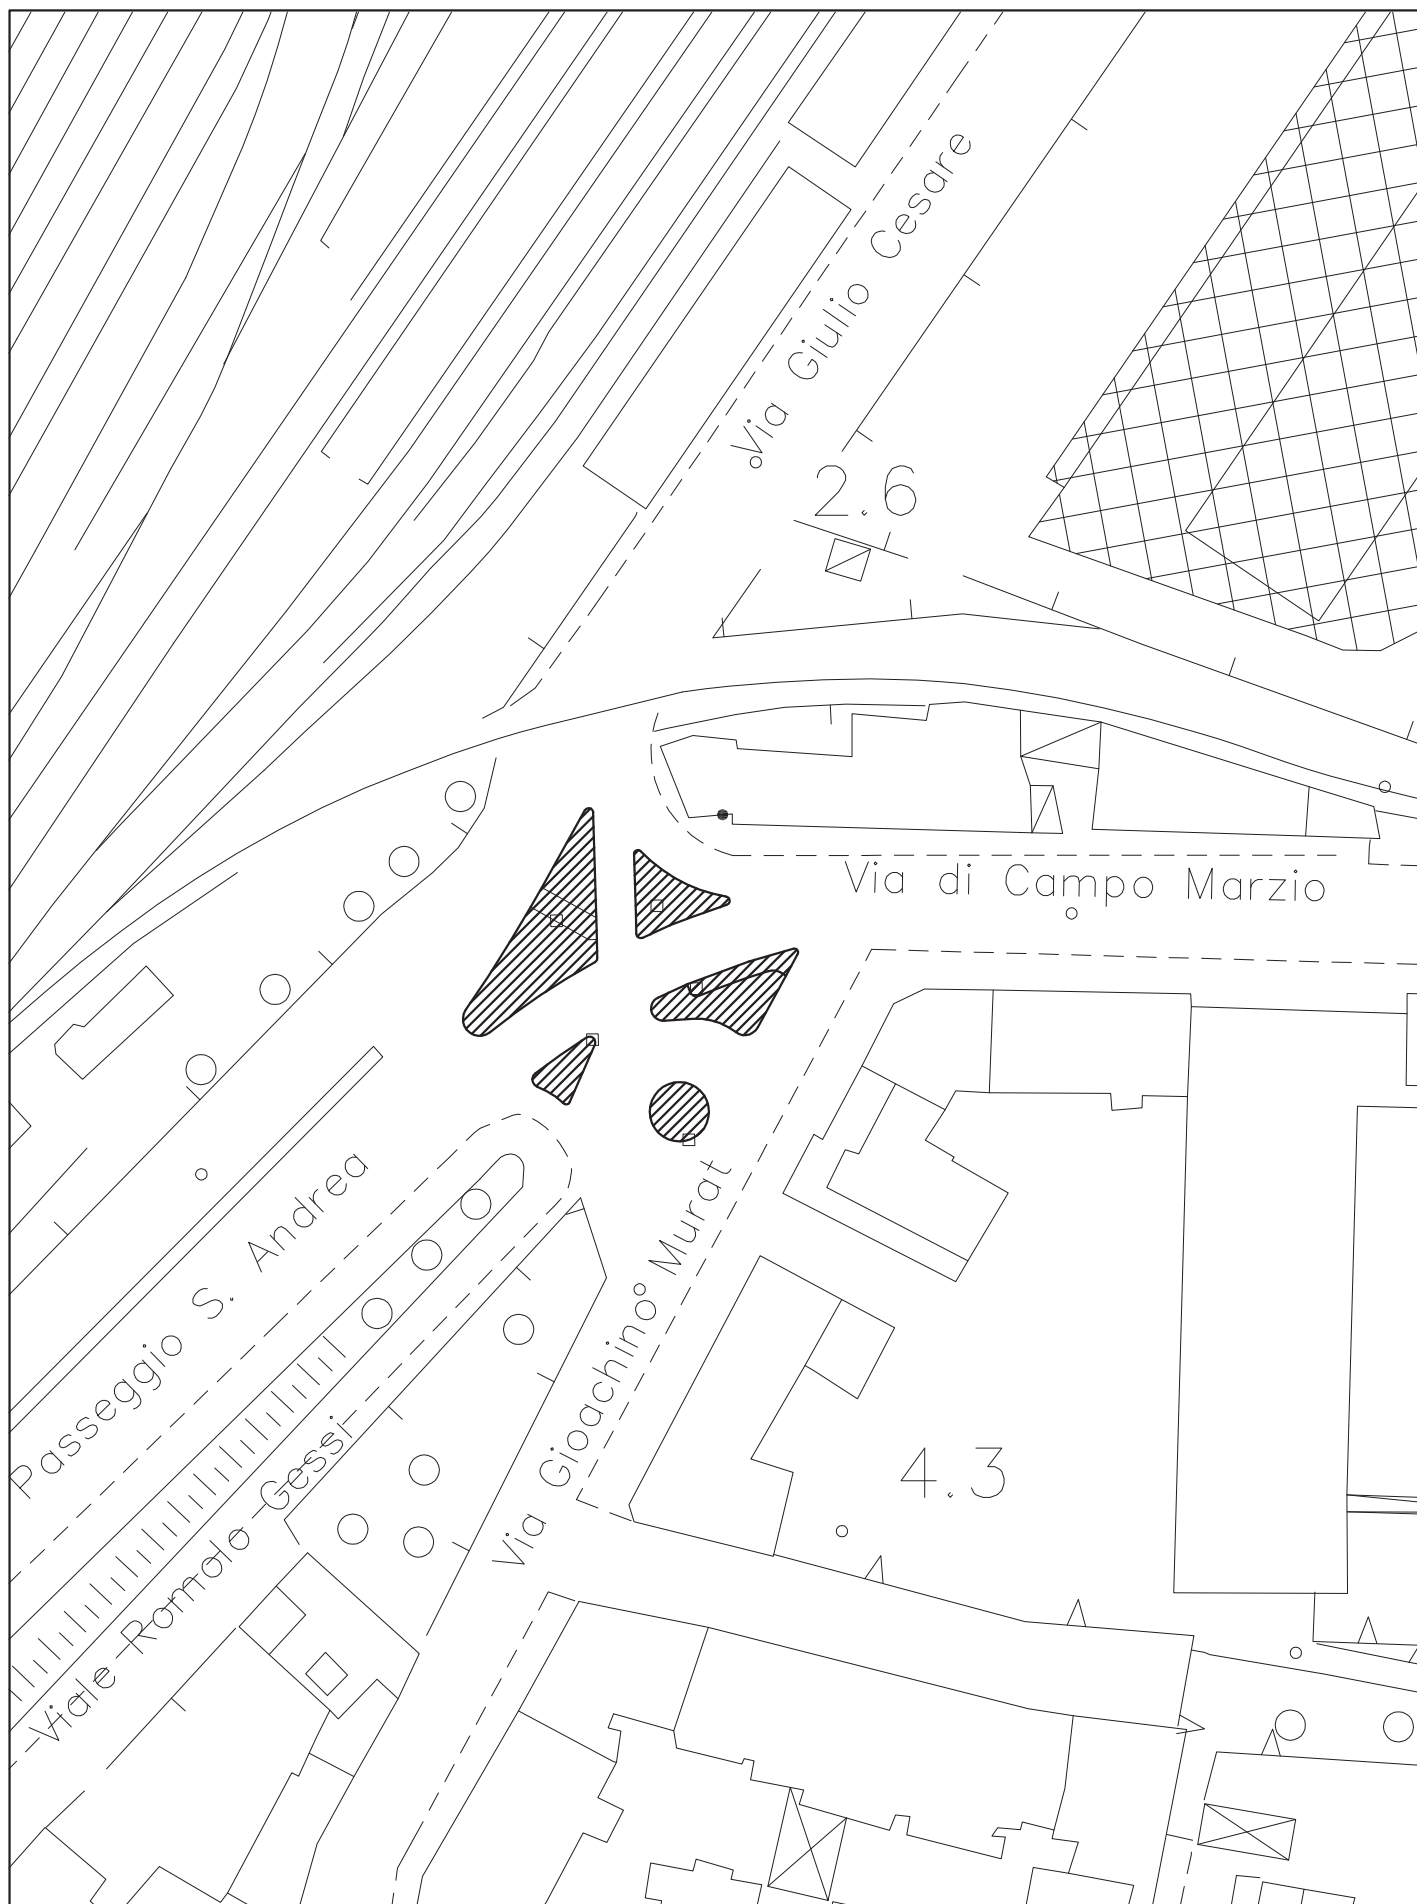 Via Giulio Cesare
2.6
Via di Campo Marzio
Passeggio S. Andrea
Via Gioachino Murat
Viale Romolo Gessi
4.3